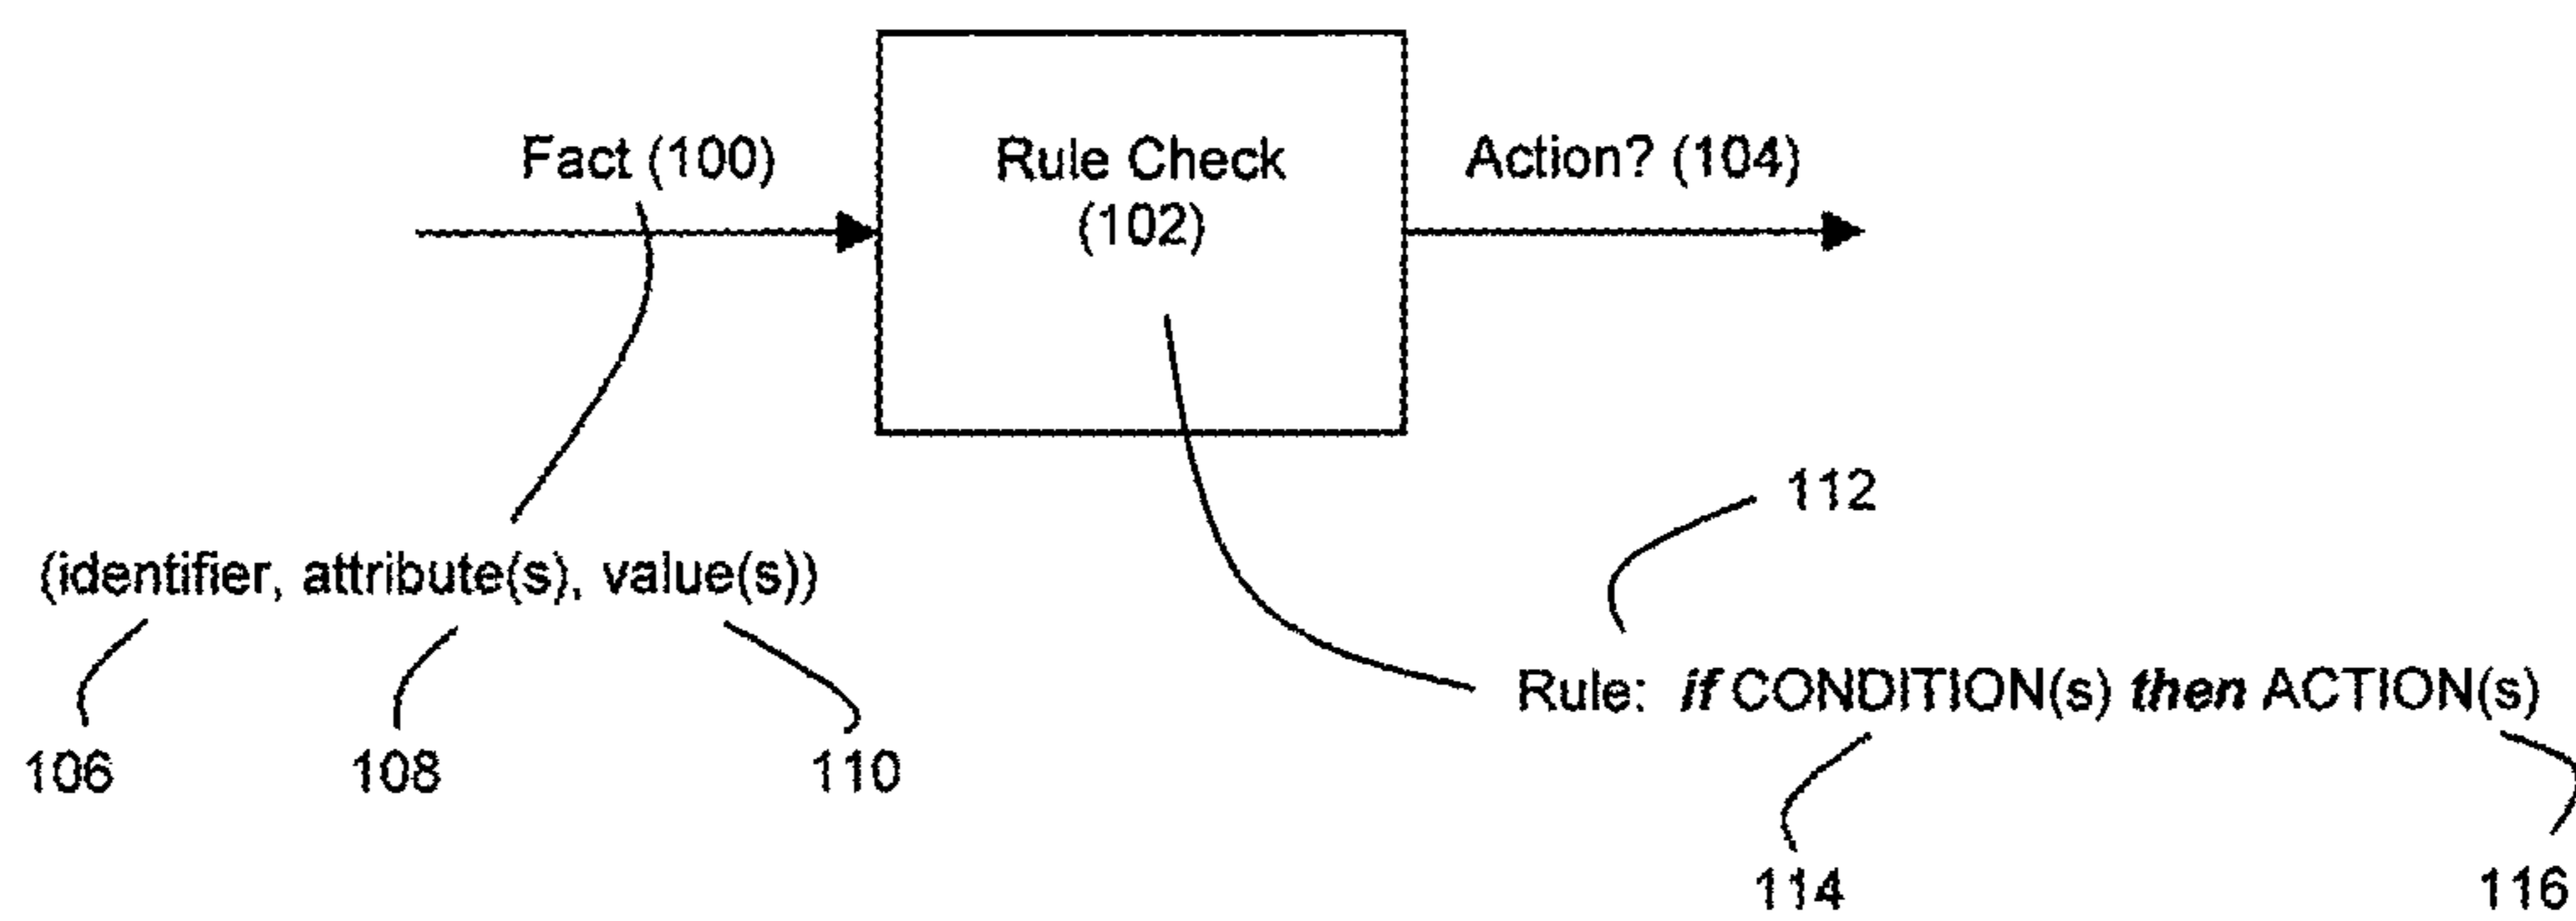 Fact (100)
Rule Check
(102)
Action? (104)
112
(identifier, attribute(s), value(s))
Rule: if CONDITION(s) then ACTION(s)
106
108
110
114
116